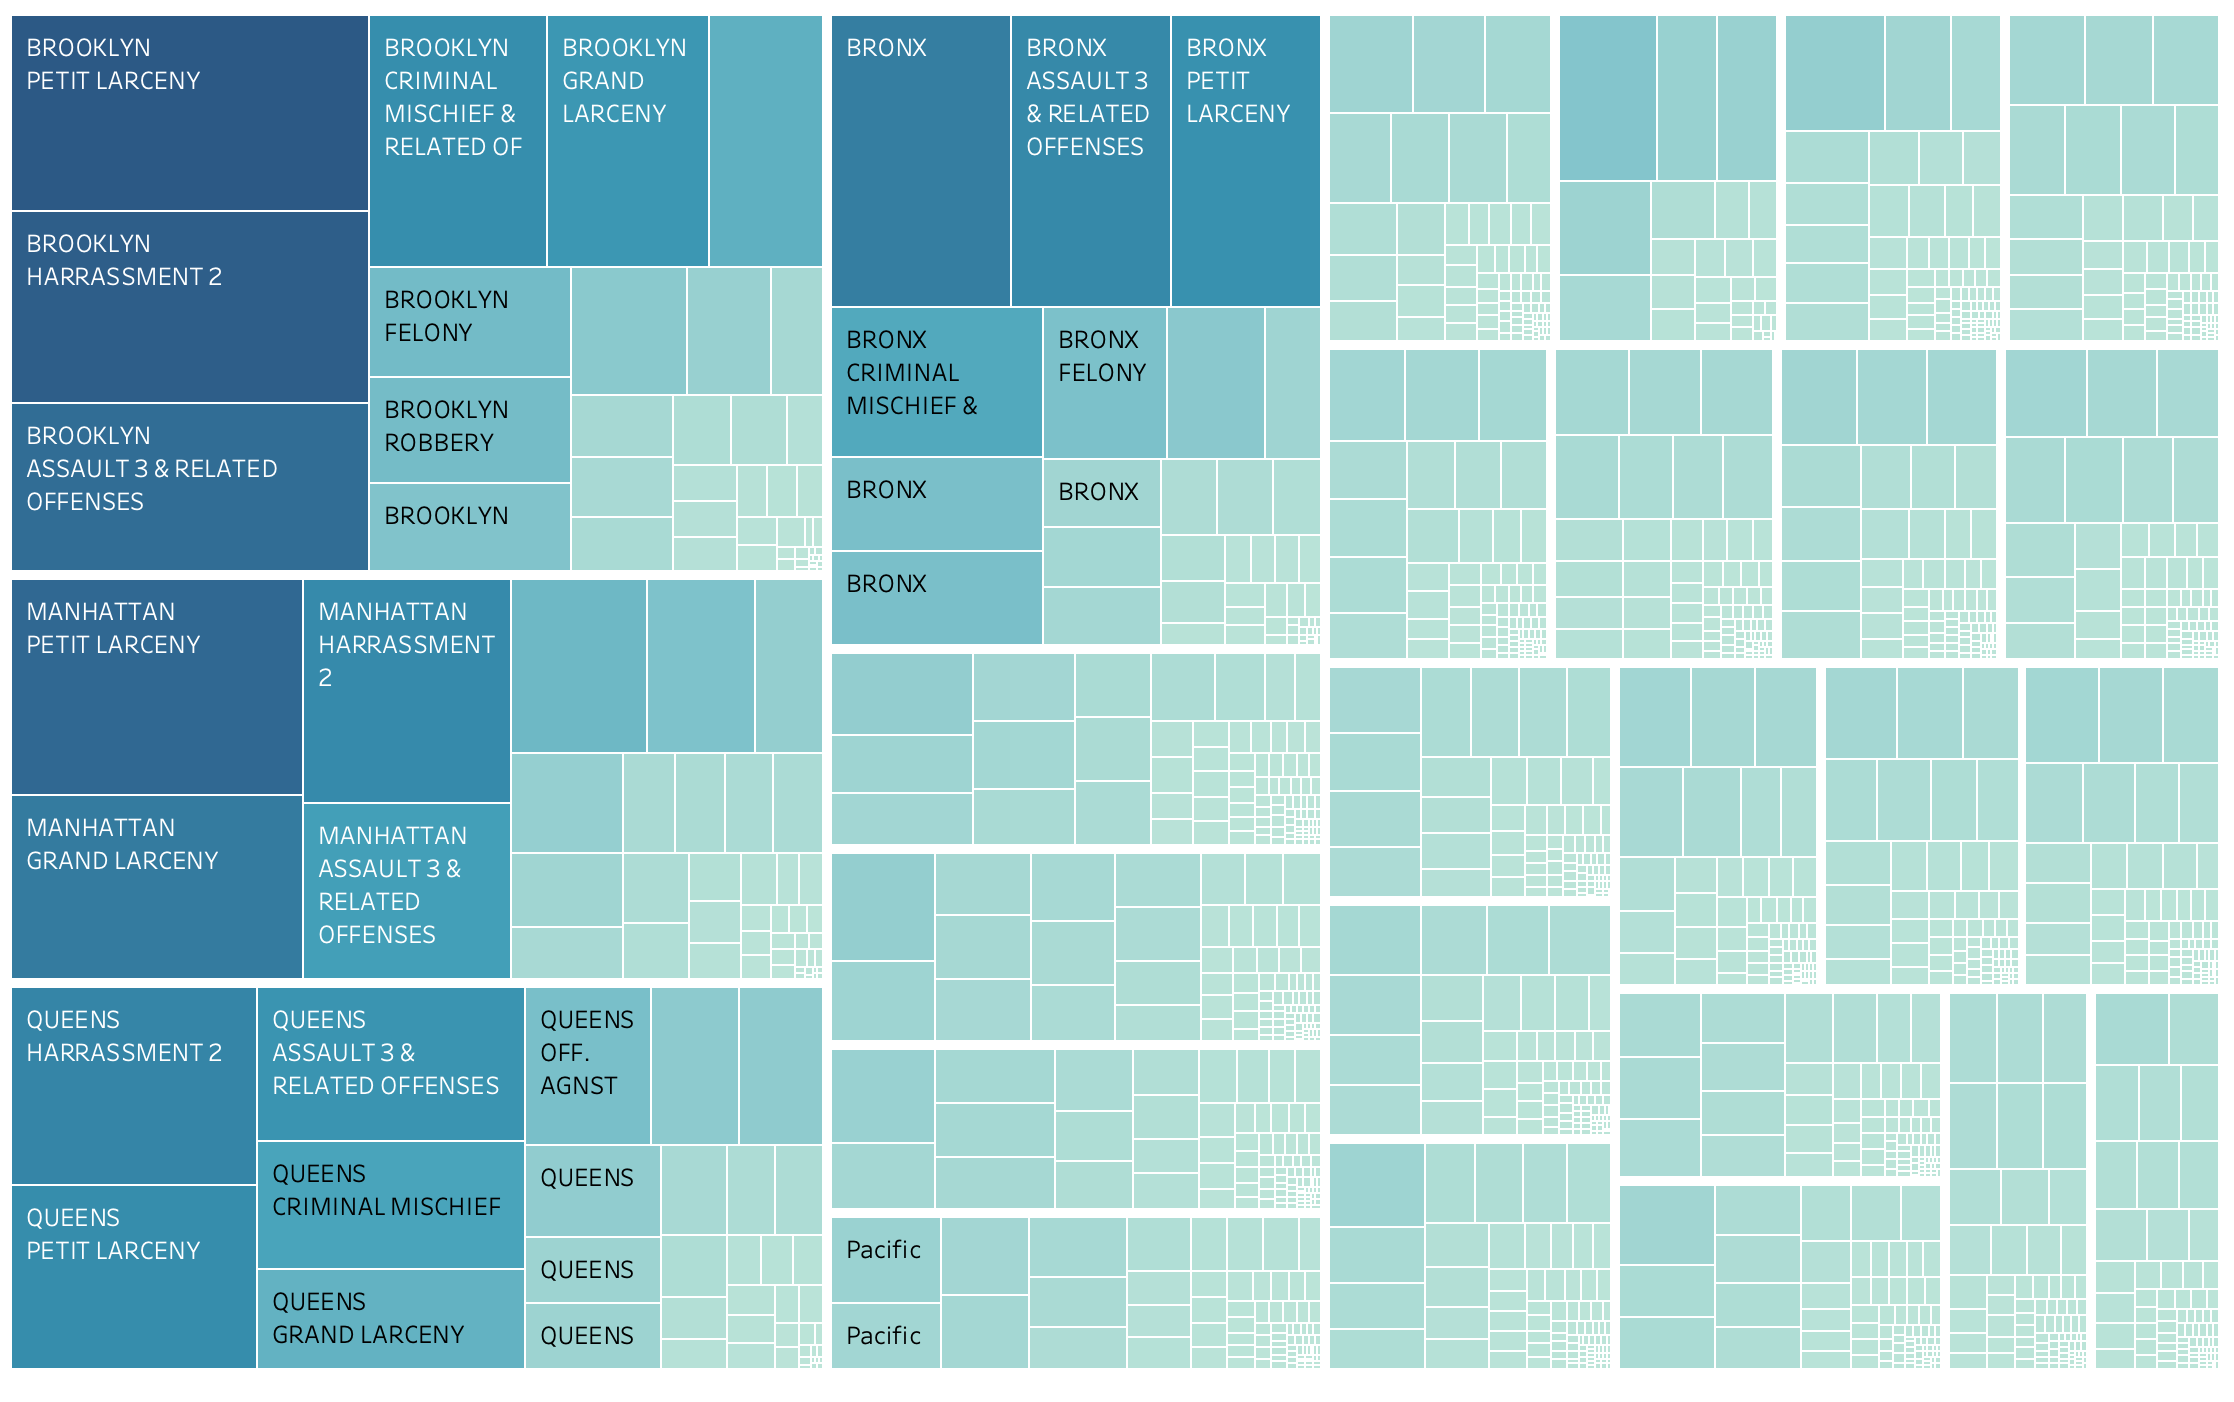 BROOKLYN
PETIT LARCENY
BROOKLYN
HARRASSMENT 2
BROOKLYN
ASSAULT 3 & RELATED
OFFENSES
BROOKLYN
CRIMINAL
MISCHIEF &
RELATED OF
BROOKLYN
GRAND
LARCENY
BROOKLYN
FELONY
BROOKLYN
ROBBERY
BROOKLYN
MANHATTAN
PETIT LARCENY
MANHATTAN
GRAND LARCENY
MANHATTAN
HARRASSMENT
2
MANHATTAN
ASSAULT 3 &
RELATED
OFFENSES
QUEENS
HARRASSMENT 2
QUEENS
PETIT LARCENY
QUEENS
ASSAULT 3 &
RELATED OFFENSES
QUEENS
CRIMINAL MISCHIEF
QUEENS
GRAND LARCENY
QUEENS
OFF.
AGNST
QUEENS
QUEENS
QUEENS
BRONX
BRONX
ASSAULT 3
& RELATED
OFFENSES
BRONX
PETIT
LARCENY
BRONX
CRIMINAL
MISCHIEF &
BRONX
FELONY
BRONX
BRONX
BRONX
Pacific
Pacific